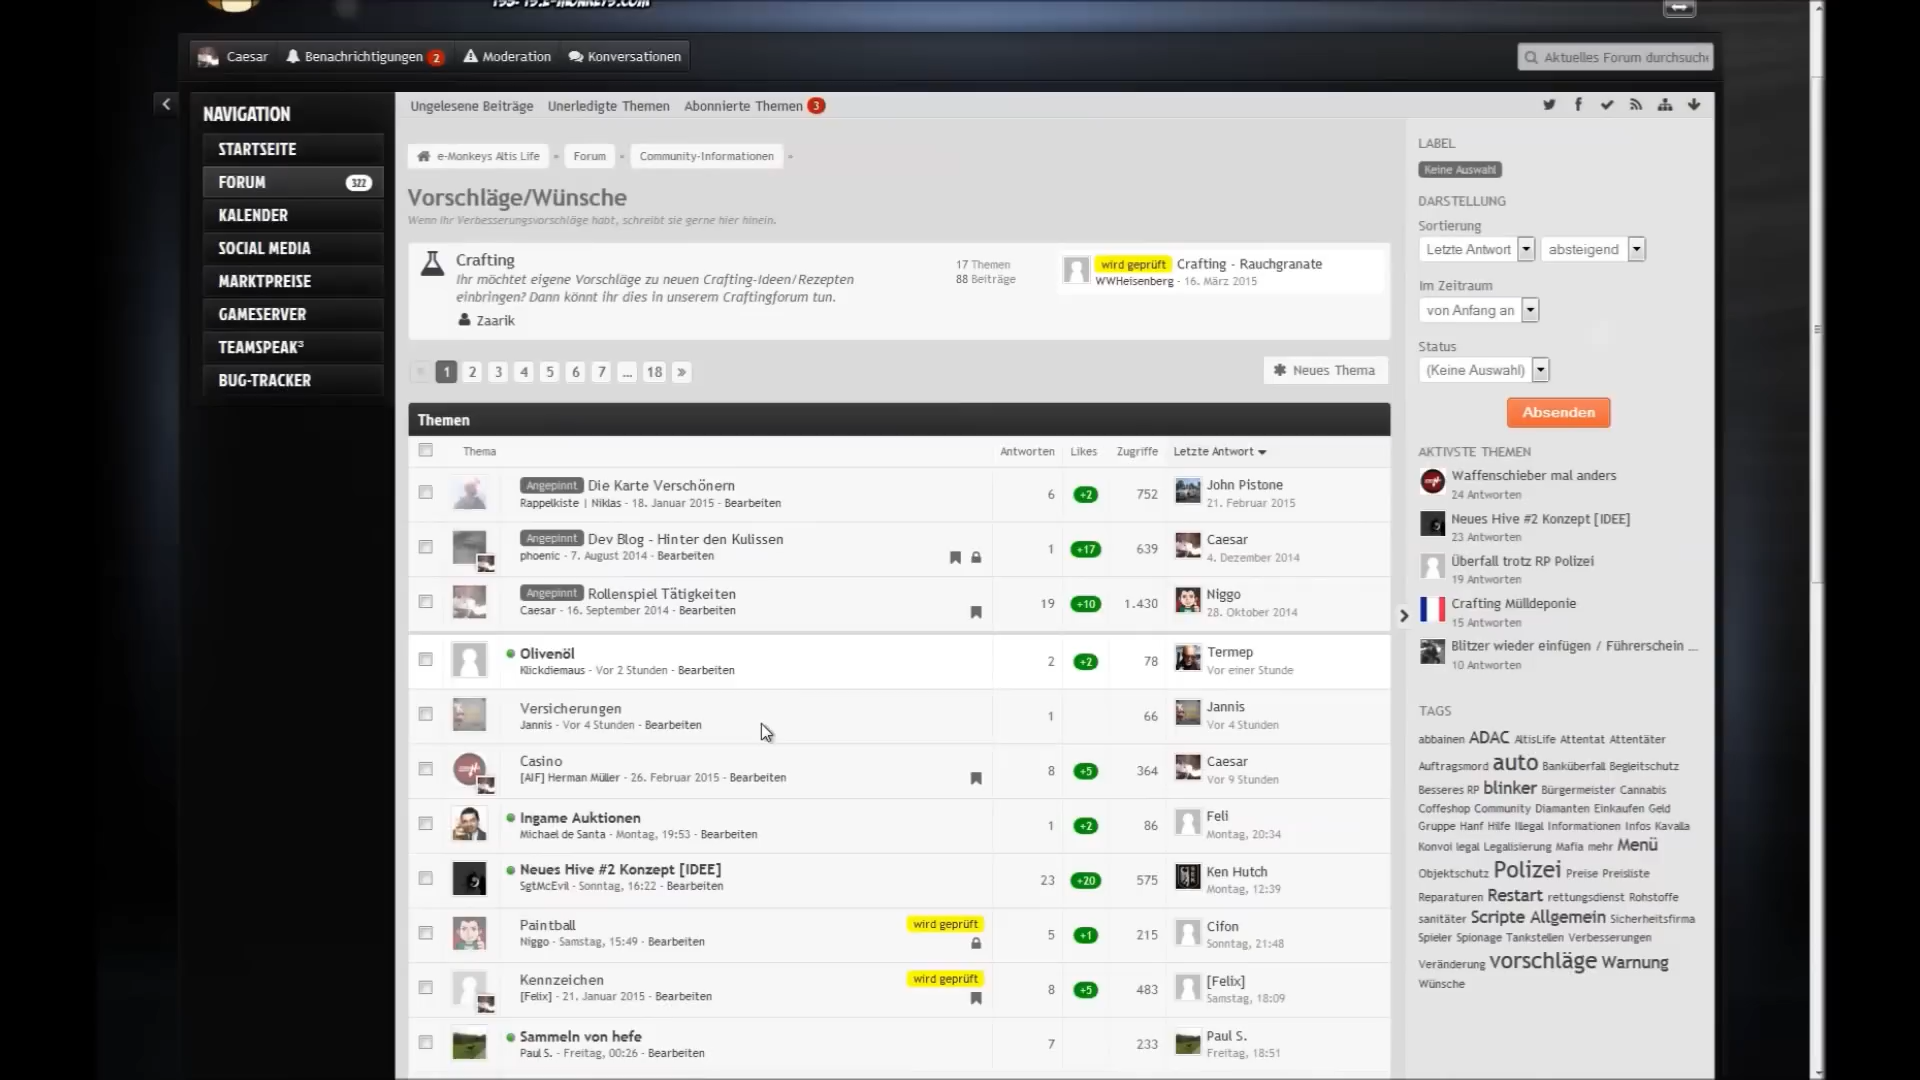 Caesar
Benachrichtigungen 2
Moderation
Konversationen
Aktuelles Forum durchsuche
NAVIGATION
STARTSEITE
FORUM 322
KALENDER
SOCIAL MEDIA
MARKTPREISE
GAMESERVER
TEAMSPEAK³
BUG-TRACKER
Ungelesene Beiträge Unerledigte Themen Abonnierte Themen 3
e-Monkeys Altis Life » Forum » Community-Informationen »
Vorschläge/Wünsche
Wenn ihr Verbesserungsvorschläge habt, schreibt sie gerne hier hinein.
Crafting
Ihr möchtet eigene Vorschläge zu neuen Crafting-Ideen/Rezepten
einbringen? Dann könnt ihr dies in unserem Craftingforum tun.
Zaarik
17 Themen
88 Beiträge
wird geprüft Crafting - Rauchgranate
WWHeisenberg - 16. März 2015
1 2 3 4 5 6 7 ... 18 »
Neues Thema
Themen
Thema Antworten Likes Zugriffe Letzte Antwort
Angepinnt Die Karte Verschönern
Rappelkiste | Niklas - 18. Januar 2015 - Bearbeiten
6 +2 752
John Pistone
21. Februar 2015
Angepinnt Dev Blog - Hinter den Kulissen
phoenic - 7. August 2014 - Bearbeiten
1 +17 639
Caesar
4. Dezember 2014
Angepinnt Rollenspiel Tätigkeiten
Caesar - 16. September 2014 - Bearbeiten
19 +10 1.430
Niggo
28. Oktober 2014
Olivenöl
Klickdiemaus - Vor 2 Stunden - Bearbeiten
2 +2 78
Termep
Vor einer Stunde
Versicherungen
Jannis - Vor 4 Stunden - Bearbeiten
1 66
Jannis
Vor 4 Stunden
Casino
[AIF] Herman Müller - 26. Februar 2015 - Bearbeiten
8 +5 364
Caesar
Vor 9 Stunden
Ingame Auktionen
Michael de Santa - Montag, 19:53 - Bearbeiten
1 +2 86
Feli
Montag, 20:34
Neues Hive #2 Konzept [IDEE]
SgtMcEvil - Sonntag, 16:22 - Bearbeiten
23 +20 575
Ken Hutch
Montag, 12:39
Paintball
Niggo - Samstag, 15:49 - Bearbeiten
wird geprüft
5 +1 215
Cifon
Sonntag, 21:48
Kennzeichen
[Felix] - 21. Januar 2015 - Bearbeiten
wird geprüft
8 +5 483
[Felix]
Samstag, 18:09
Sammeln von hefe
Paul S. - Freitag, 00:26 - Bearbeiten
7 233
Paul S.
Freitag, 18:51
LABEL
Keine Auswahl
DARSTELLUNG
Sortierung
Letzte Antwort absteigend
Im Zeitraum
von Anfang an
Status
(Keine Auswahl)
Absenden
AKTIVSTE THEMEN
Waffenschieber mal anders
24 Antworten
Neues Hive #2 Konzept [IDEE]
23 Antworten
Überfall trotz RP Polizei
19 Antworten
Crafting Mülldeponie
15 Antworten
Blitzer wieder einfügen / Führerschein ...
10 Antworten
TAGS
abbainen ADAC AltisLife Attentat Attentäter
Auftragsmord auto Banküberfall Begleitschutz
Besseres RP blinker Bürgermeister Cannabis
Coffeshop Community Diamanten Einkaufen Geld
Gruppe Hanf Hilfe Illegal Informationen Infos Kavalla
Konvoi legal Legalisierung Mafia mehr Menü
Objektschutz Polizei Preise Preisliste
Reparaturen Restart rettungsdienst Rohstoffe
sanitäter Scripte Allgemein Sicherheitsfirma
Spieler Spionage Tankstellen Verbesserungen
Veränderung vorschläge Warnung
Wünsche